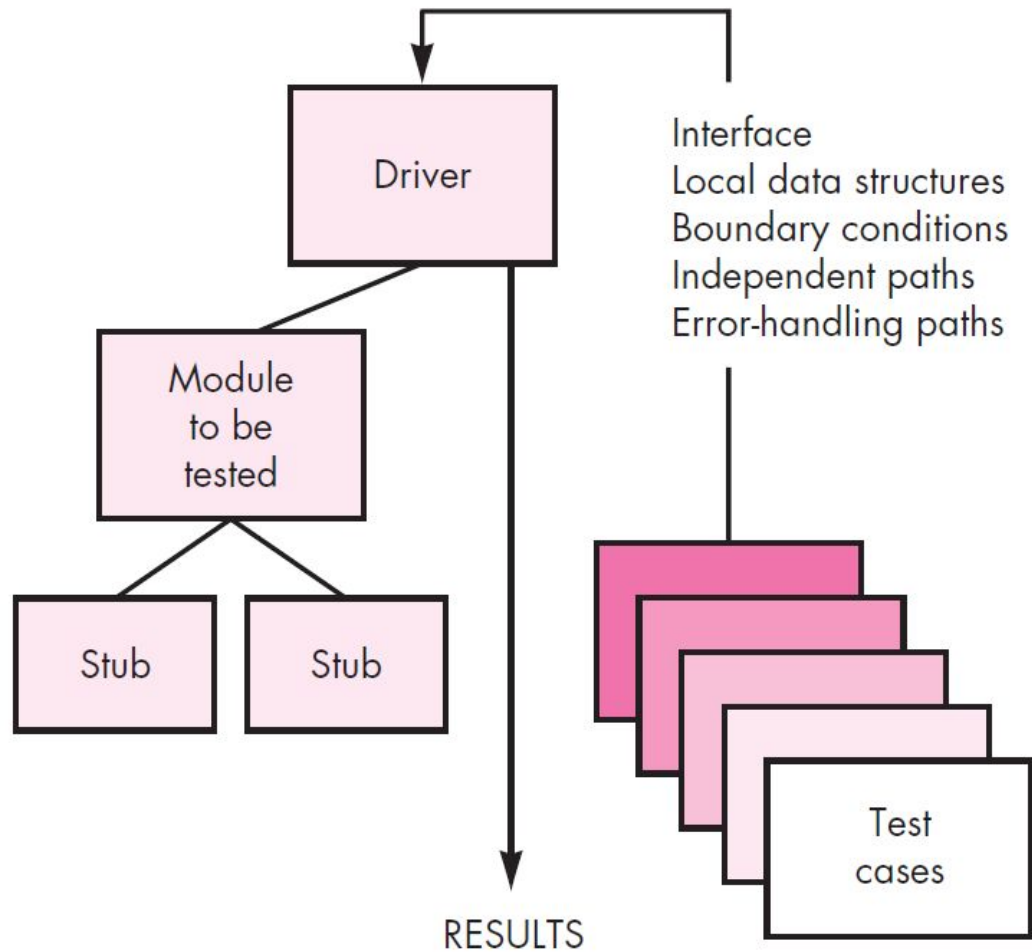 Driver
Interface
Local data structures
Boundary conditions
Independent paths
Error-handling paths
Module
to be
tested
Stub
Stub
Test
cases
RESULTS